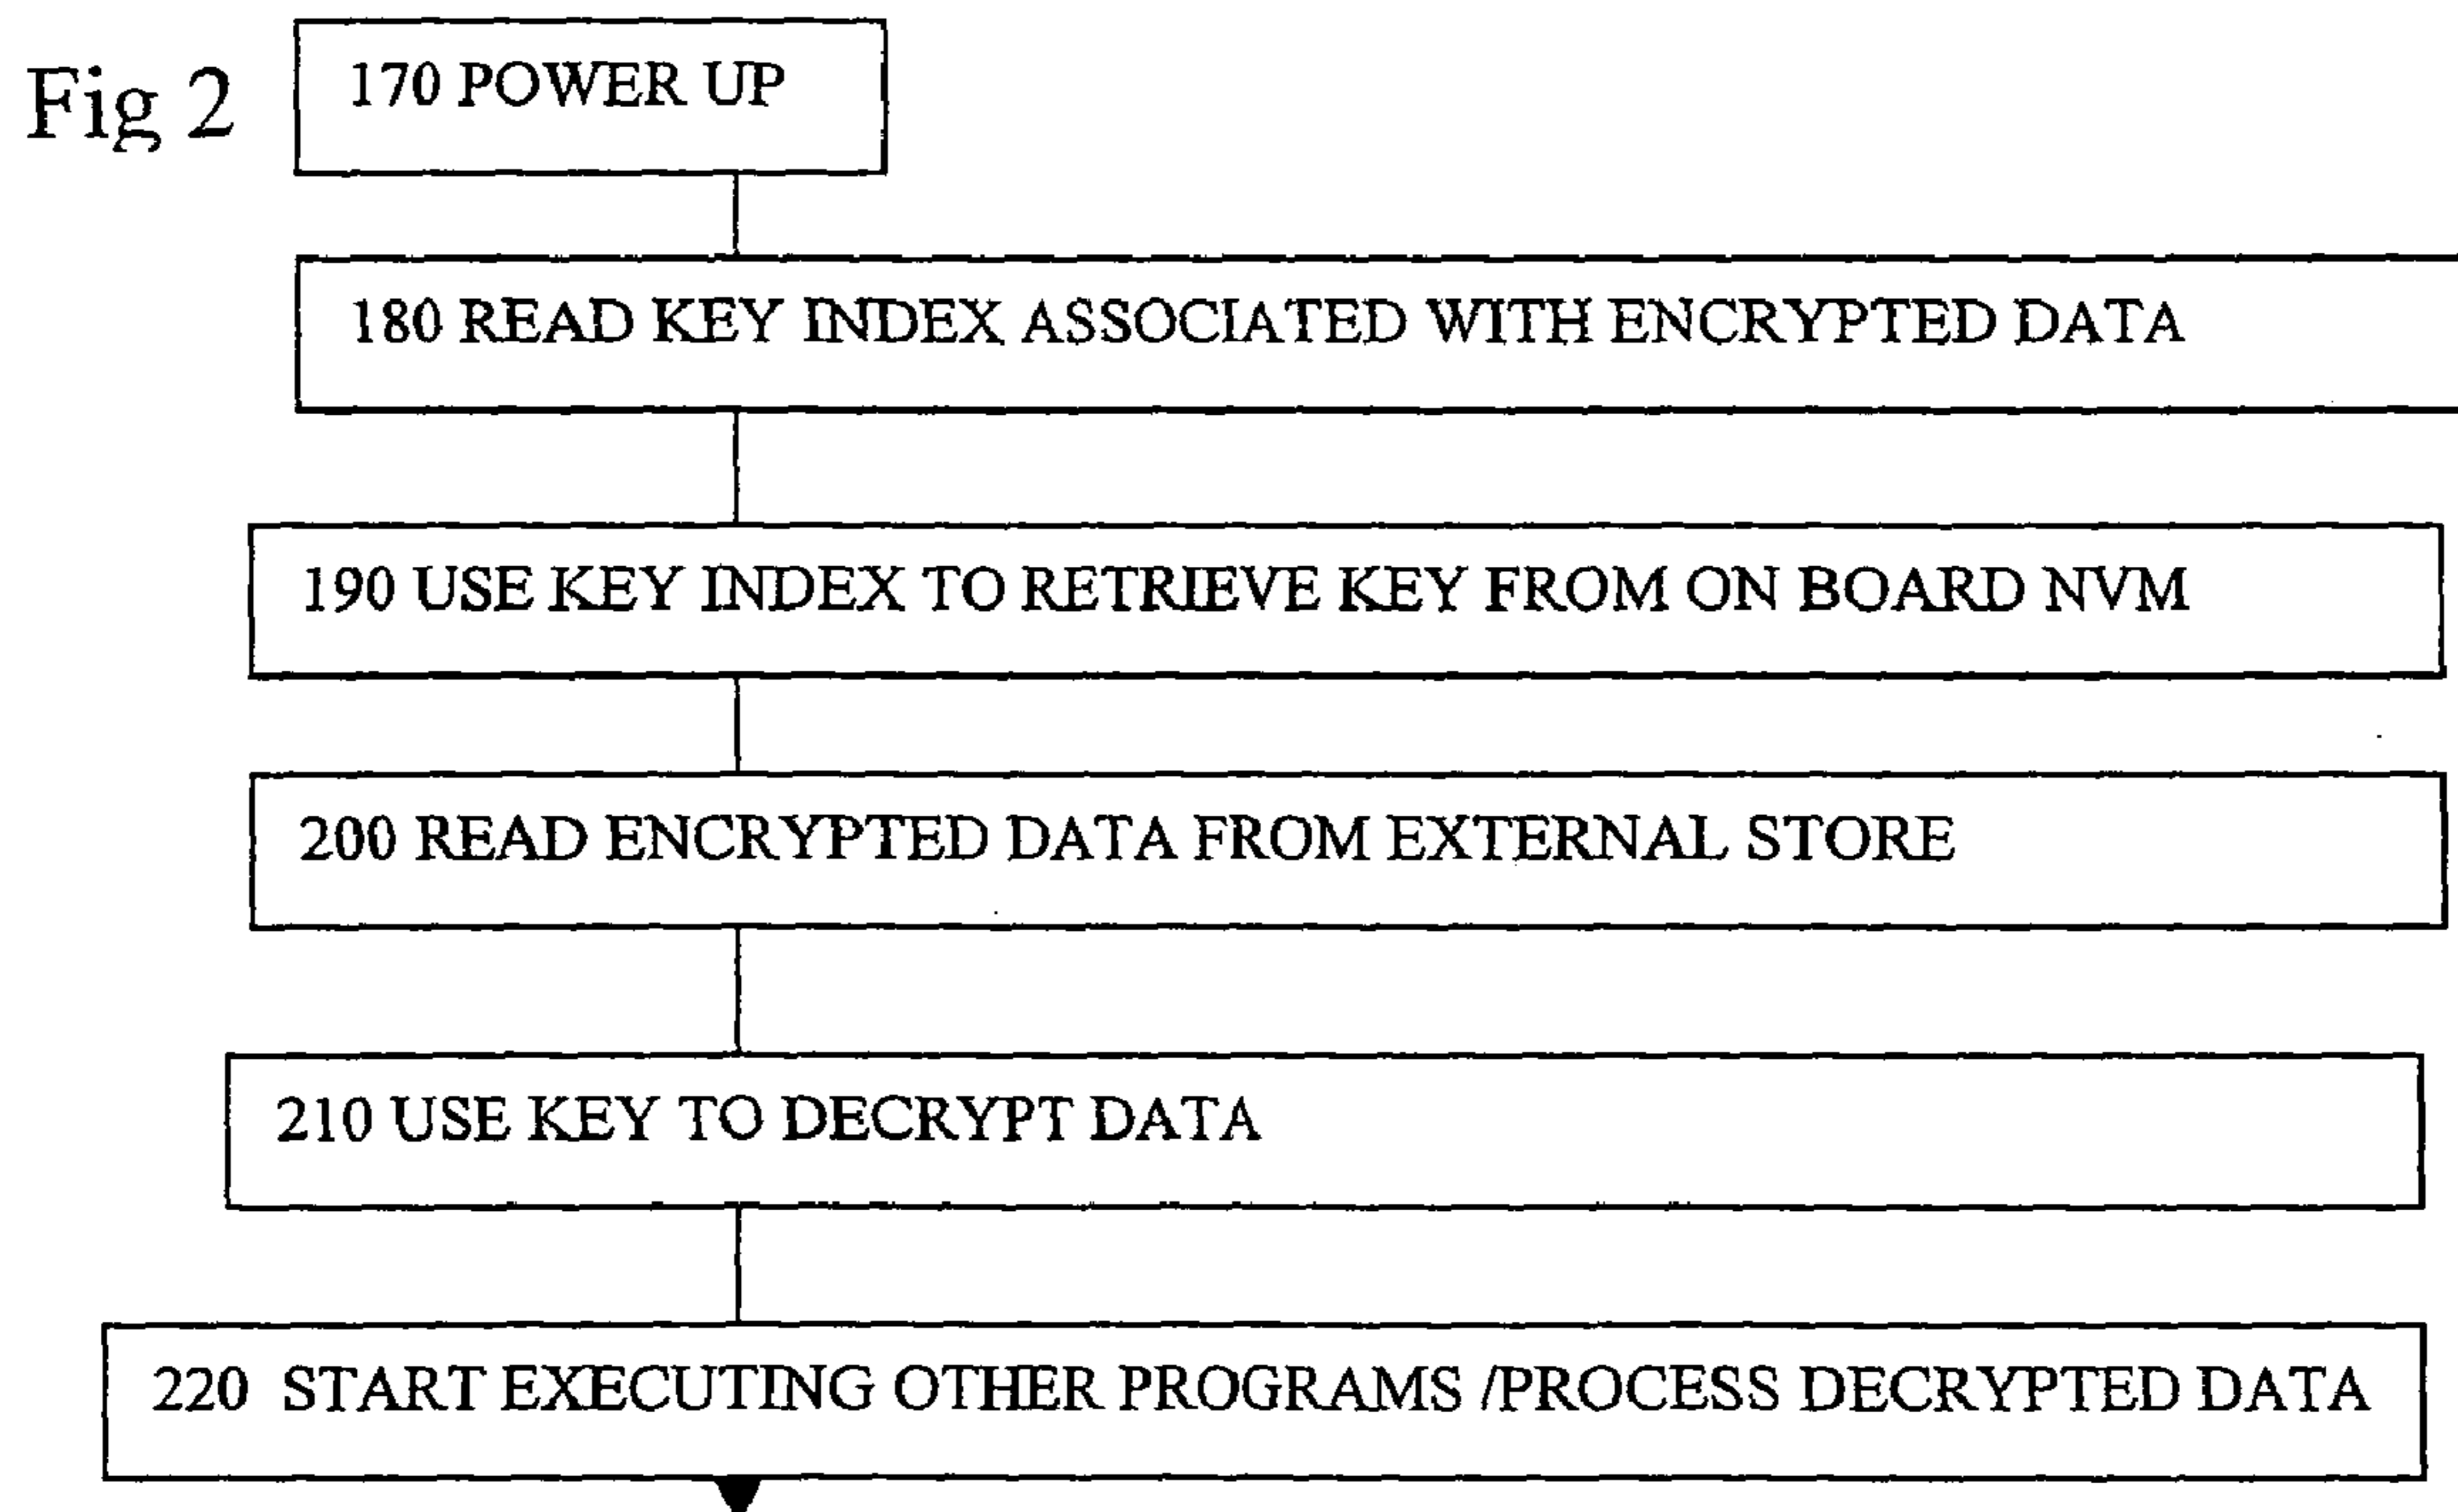 Fig 2
170 POWER UP
180 READ KEY INDEX ASSOCIATED WITH ENCRYPTED DATA
190 USE KEY INDEX TO RETRIEVE KEY FROM ON BOARD NVM
200 READ ENCRYPTED DATA FROM EXTERNAL STORE
210 USE KEY TO DECRYPT DATA
220 START EXECUTING OTHER PROGRAMS /PROCESS DECRYPTED DATA